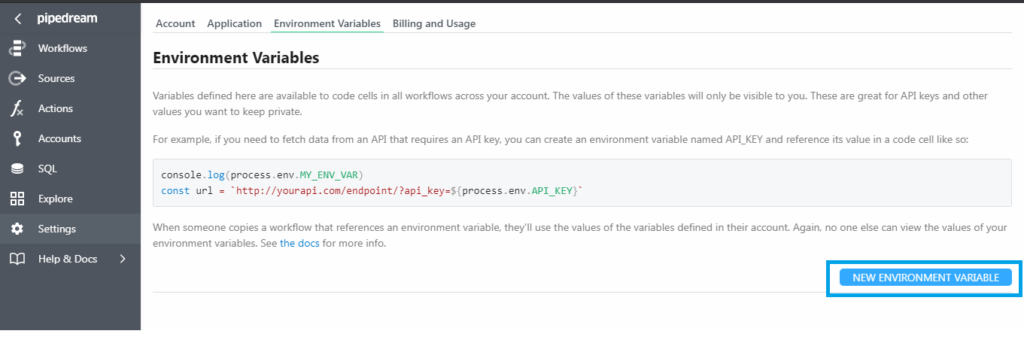 pipedream
Workflows
Sources
Actions
Accounts
SQL
Explore
Settings
Help & Docs
Account Application Environment Variables Billing and Usage
Environment Variables
Variables defined here are available to code cells in all workflows across your account. The values of these variables will only be visible to you. These are great for API keys and other
values you want to keep private.
For example, if you need to fetch data from an API that requires an API key, you can create an environment variable named API_KEY and reference its value in a code cell like so:
console.log(process.env.MY_ENV_VAR)
const url = `http://yourapi.com/endpoint/?api_key=${process.env.API_KEY}`
When someone copies a workflow that references an environment variable, they'll use the values of the variables defined in their account. Again, no one else can view the values of your
environment variables. See the docs for more info.
NEW ENVIRONMENT VARIABLE